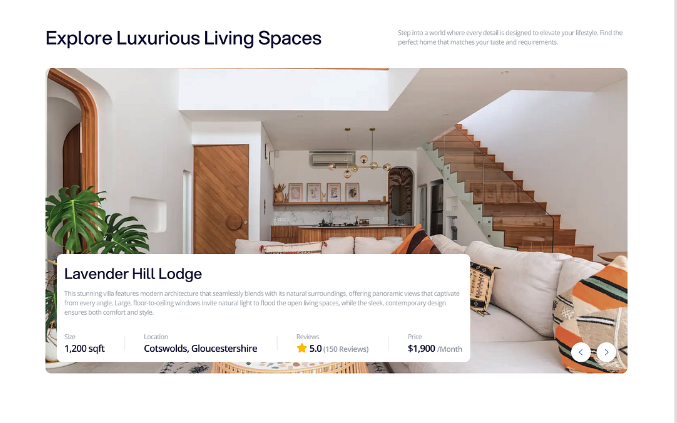 Explore Luxurious Living Spaces
Step into a world where every detail is designed to elevate your lifestyle. Find the
perfect home that matches your taste and requirements.
Lavender Hill Lodge
This stunning villa features modern architecture that seamlessly blends with its natural surroundings, offering panoramic views that captivate
from every angle. Large, floor-to-ceiling windows invite natural light to flood the open living spaces, while the sleek, contemporary design
ensures both comfort and style.
Size
1,200 sqft
Location
Cotswolds, Gloucestershire
Reviews
5.0 (150 Reviews)
Price
$1,900 /Month